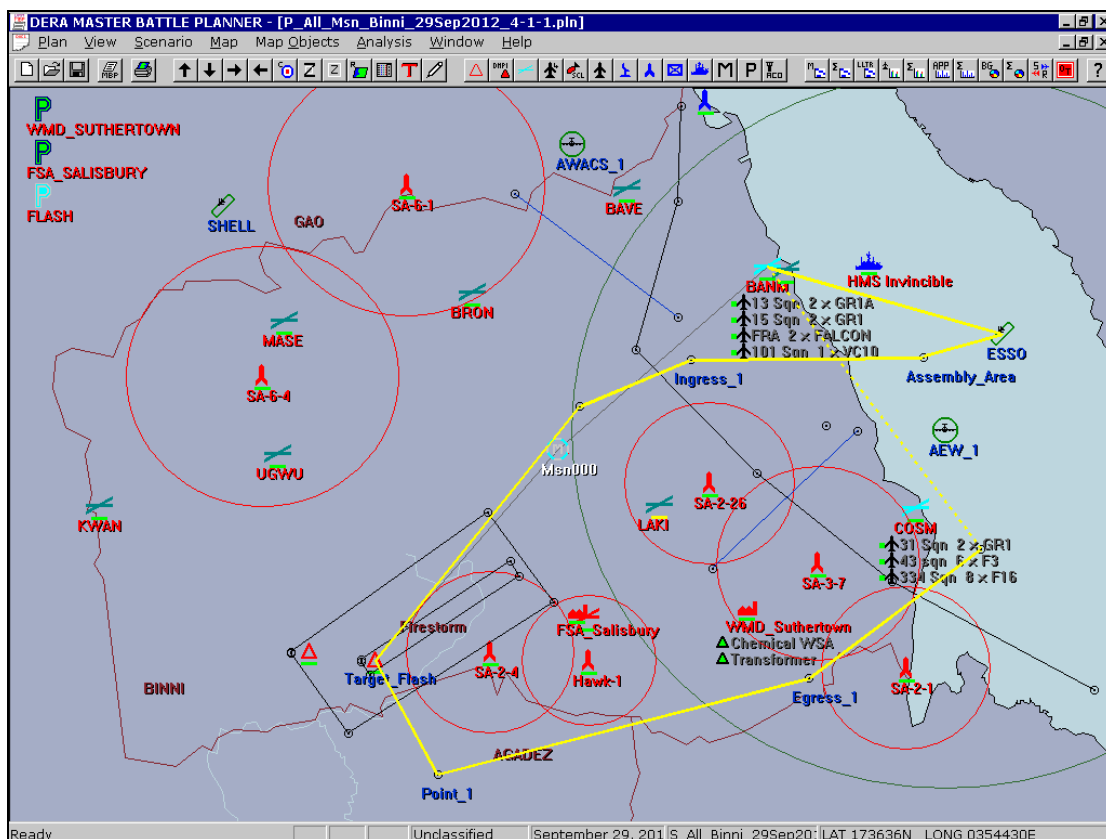 DERA MASTER BATTLE PLANNER - [P_All_Msn_Binni_29Sep2012_4-1-1.pln]
Plan View Scenario Map Map Objects Analysis Window Help
WMD_SUTHERTOWN
FSA_SALISBURY
FLASH
SHELL
GAO
SA-6-1
AWACS_1
BAVE
BRON
MASE
SA-6-4
UGWU
KWAN
BANM
HMS Invincible
13 Sqn 2 x GR1A
15 Sqn 2 x GR1
FRA 2 x FALCON
101 Sqn 1 x VC10
ESSO
Ingress_1
Assembly_Area
AEW_1
Msn000
SA-2-26
LAKI
COSM
31 Sqn 2 x GR1
43 sqn 6 x F3
334 Sqn 8 x F16
SA-3-7
Firestorm
FSA_Salisbury
WMD_Suthertown
Chemical WSA
Transformer
Target_Flash
SA-2-4
Hawk-1
Egress_1
SA-2-1
BINNI
AGADEZ
Point_1
Ready
Unclassified
September 29, 201
S_All_Binni_29Sep20
LAT 173636N LONG 0354430E